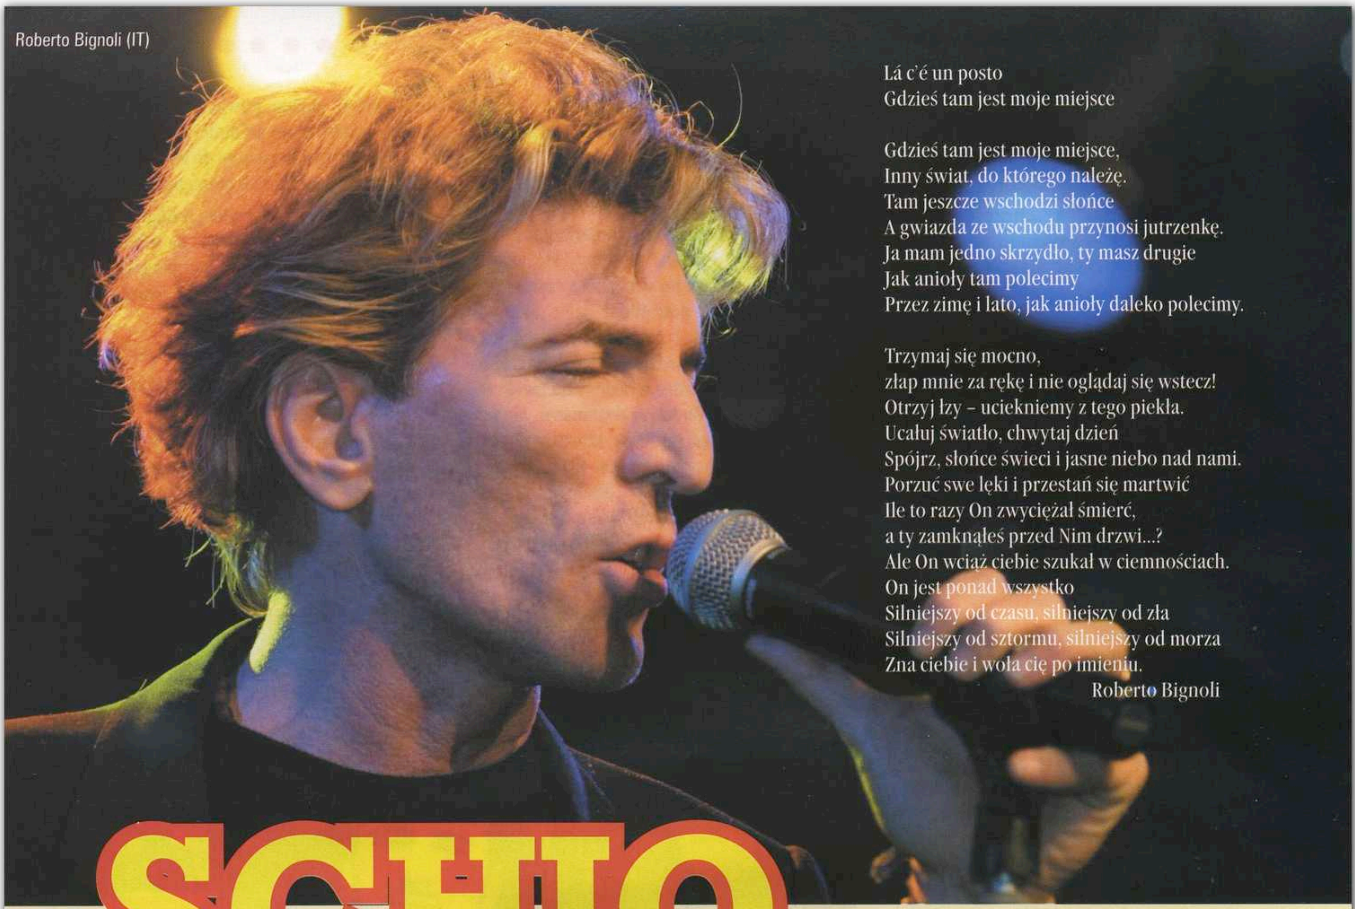 Roberto Bignoli (IT)
Lá c'é un posto
Gdzieś tam jest moje miejsce
Gdzieś tam jest moje miejsce,
Inny świat, do którego należę.
Tam jeszcze wschodzi słońce
A gwiazda ze wschodu przynosi jutrzenkę.
Ja mam jedno skrzydło, ty masz drugie
Jak anioły tam polecimy
Przez zimę i lato, jak anioły daleko polecimy.
Trzymaj się mocno,
złap mnie za rękę i nie oglądaj się wstecz!
Otrzyj łzy – uciekniemy z tego piekła.
Ucałuj światło, chwytaj dzień
Spójrz, słońce świeci i jasne niebo nad nami.
Porzuć swe lęki i przestań się martwić
Ile to razy On zwyciężał śmierć,
a ty zamknąłeś przed Nim drzwi...?
Ale On wciąż ciebie szukał w ciemnościach.
On jest ponad wszystko
Silniejszy od czasu, silniejszy od zła
Silniejszy od sztormu, silniejszy od morza
Zna ciebie i woła cię po imieniu.
Roberto Bignoli
SCHIO